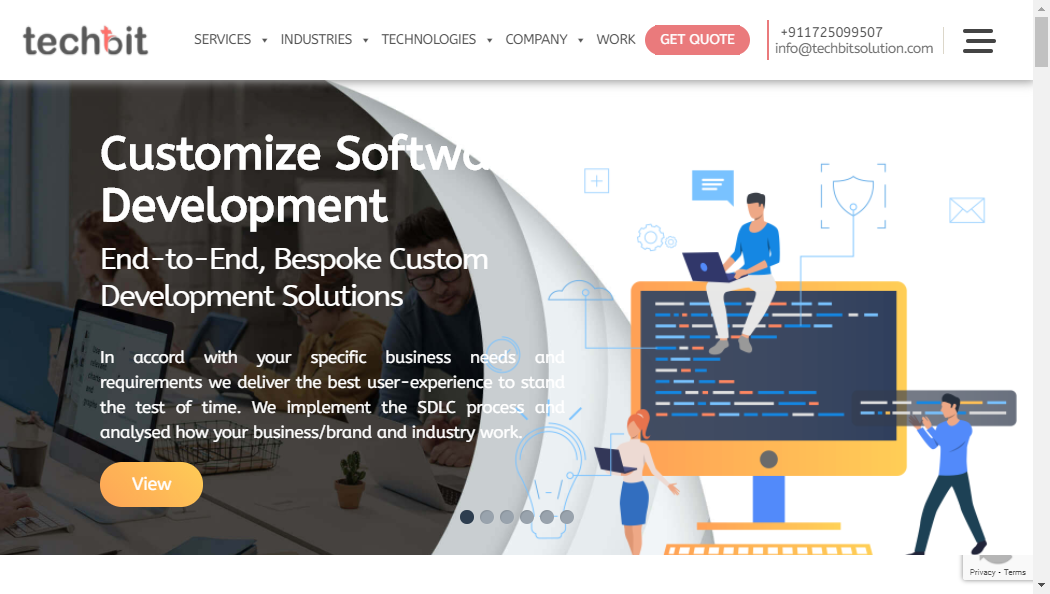 techbit
SERVICES INDUSTRIES TECHNOLOGIES COMPANY WORK GET QUOTE
+911725099507
info@techbitsolution.com
Customize Softwa
Development
End-to-End, Bespoke Custom
Development Solutions
In accord with your specific business needs and
requirements we deliver the best user-experience to stand
the test of time. We implement the SDLC process and
analysed how your business/brand and industry work.
View
Privacy - Terms